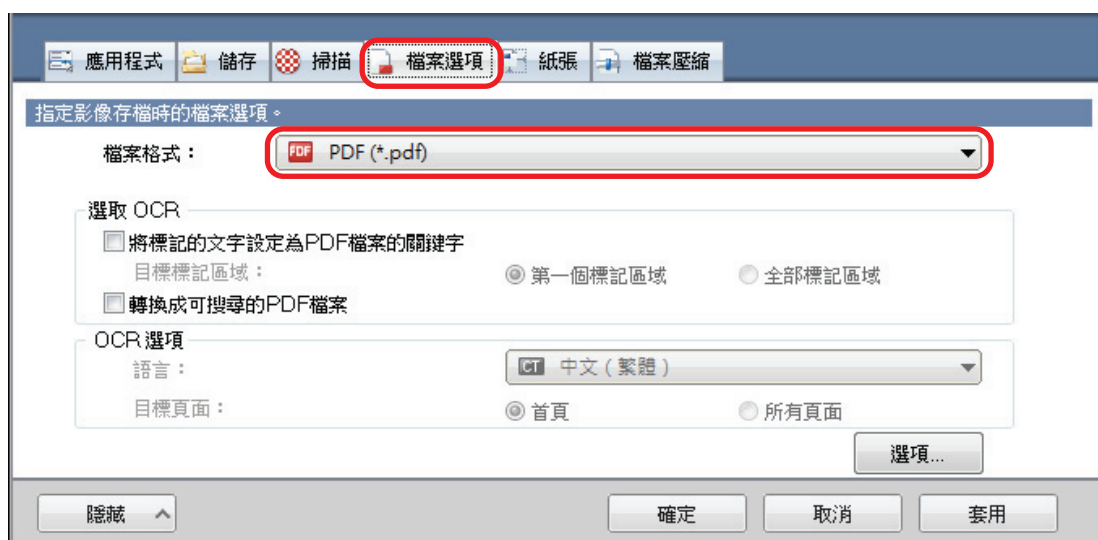 應用程式 儲存 掃描 檔案選項 紙張 檔案壓縮
指定影像存檔時的檔案選項。
檔案格式： PDF PDF (*.pdf)
選取 OCR
將標記的文字設定為PDF檔案的關鍵字
目標標記區域： 第一個標記區域 全部標記區域
轉換成可搜尋的PDF檔案
OCR 選項
語言： CT 中文 ( 繁體 )
目標頁面： 首頁 所有頁面
選項...
隱藏 確定 取消 套用